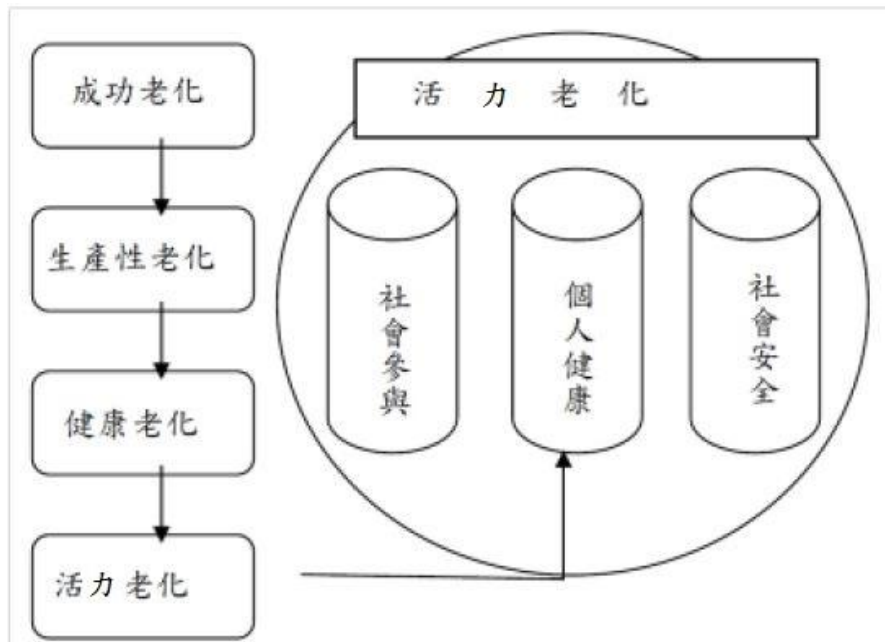 成功老化
生產性老化
健康老化
活力老化
活力老化
社會參與
個人健康
社會安全